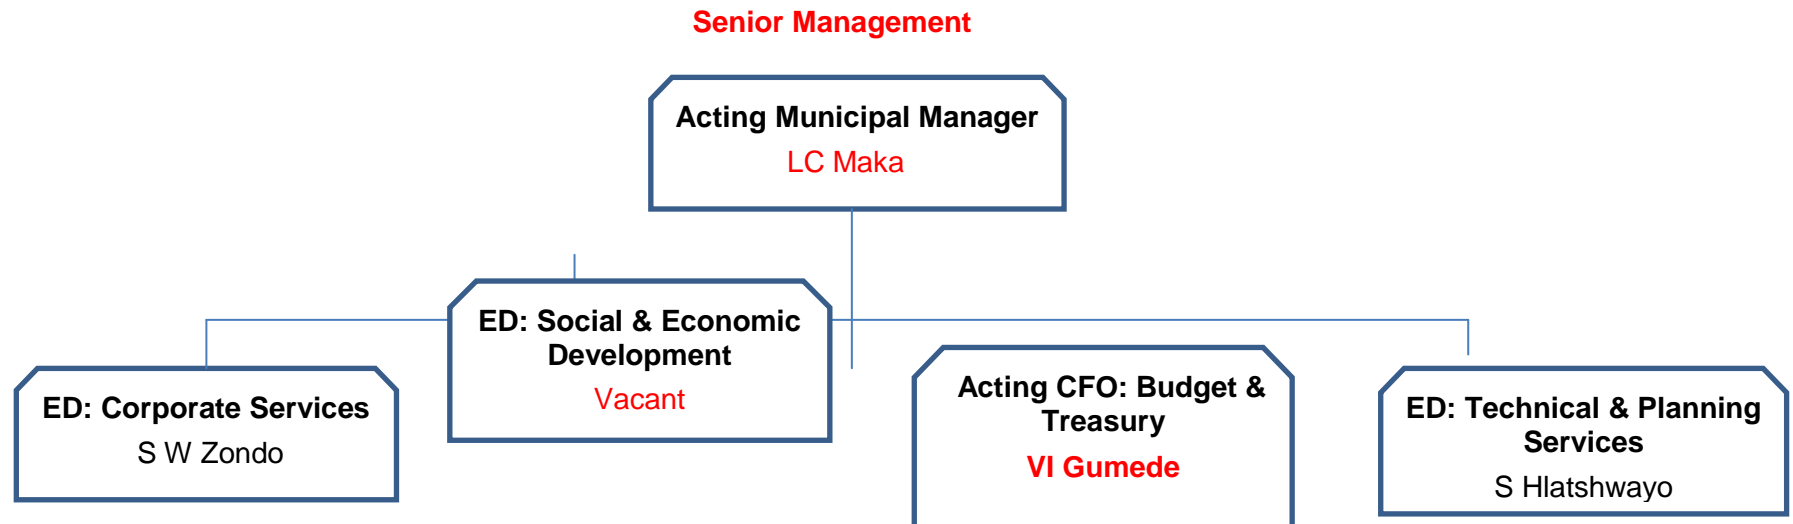 Senior Management
Acting Municipal Manager
LC Maka
ED: Social & Economic
Development
Vacant
ED: Corporate Services
S W Zondo
Acting CFO: Budget &
Treasury
VI Gumede
ED: Technical & Planning
Services
S Hlatshwayo